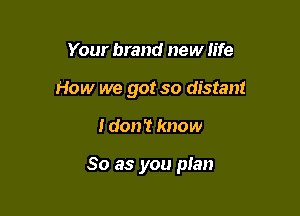 Your brand new life
How we got so distant
I don't know
So as you plan